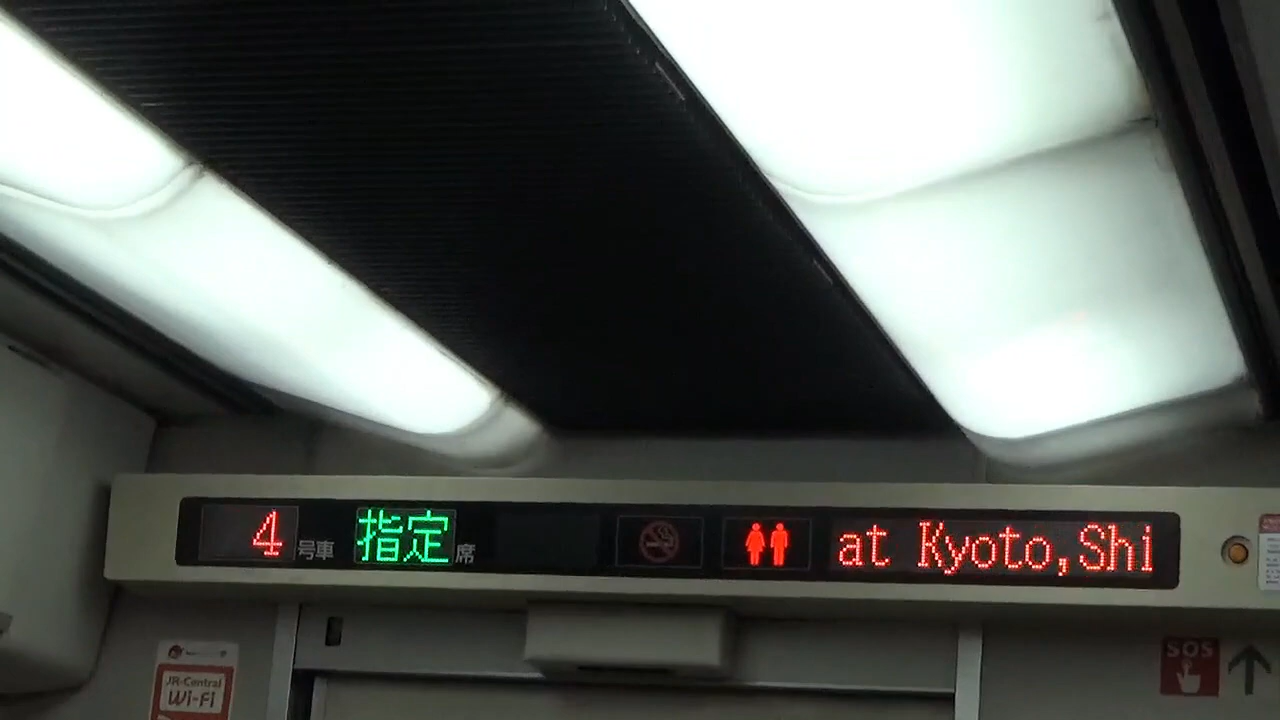 4号車 指定席 at Kyoto,Shi
JR-Central
Wi-Fi
SOS